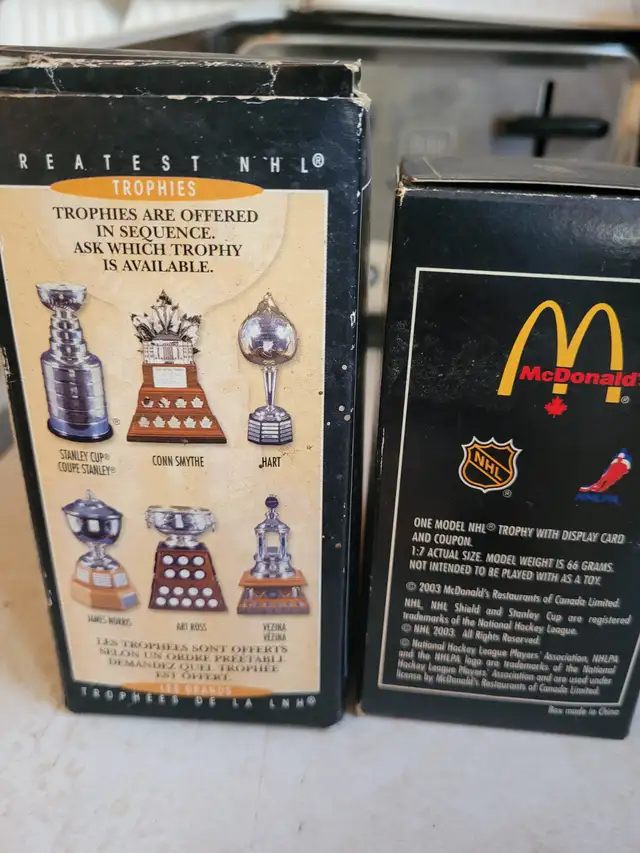 REATEST NHL®
TROPHIES
TROPHIES ARE OFFERED
IN SEQUENCE.
ASK WHICH TROPHY
IS AVAILABLE.
STANLEY CUP®
COUPE STANLEY®
CONN SMYTHE
HART
JAMES NORRIS
ART ROSS
VEZINA
VÉZINA
LES TROPHÉES SONT OFFERTS
SELON UN ORDRE PRÉÉTABLI.
DEMANDEZ QUEL TROPHÉE
EST OFFERT.
LES GRANDS
TROPHÉES DE LA LNH®
McDonald
®
NHL
®
NHLPA
ONE MODEL NHL® TROPHY WITH DISPLAY CARD
AND COUPON.
1:7 ACTUAL SIZE. MODEL WEIGHT IS 66 GRAMS.
NOT INTENDED TO BE PLAYED WITH AS A TOY.
© 2003 McDonald's Restaurants of Canada Limited.
NHL, NHL Shield and Stanley Cup are registered
trademarks of the National Hockey League.
© NHL 2003. All Rights Reserved.
© National Hockey League Players' Association, NHLPA
and the NHLPA logo are trademarks of the National
Hockey League Players' Association and are used under
license by McDonald's Restaurants of Canada Limited.
Box made in China